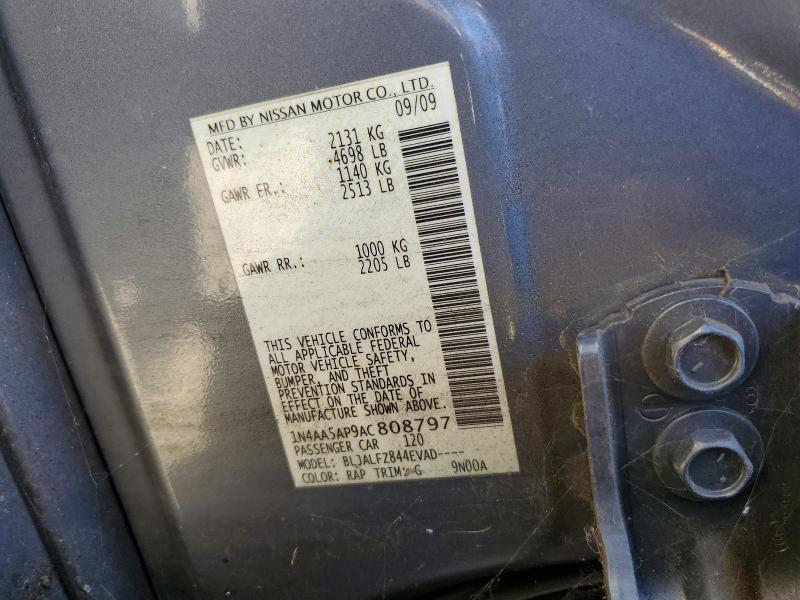 MFD BY NISSAN MOTOR CO., LTD.
DATE: 09/09
GVWR: 2131 KG
4698 LB
GAWR FR.: 1140 KG
2513 LB
GAWR RR.: 1000 KG
2205 LB
THIS VEHICLE CONFORMS TO
ALL APPLICABLE FEDERAL
MOTOR VEHICLE SAFETY,
BUMPER, AND THEFT
PREVENTION STANDARDS IN
EFFECT ON THE DATE OF
MANUFACTURE SHOWN ABOVE.
1N4AA5AP9AC808797
PASSENGER CAR 120
MODEL: BLJALFZ844EVAD----
COLOR: RAP TRIM: G 9N00A